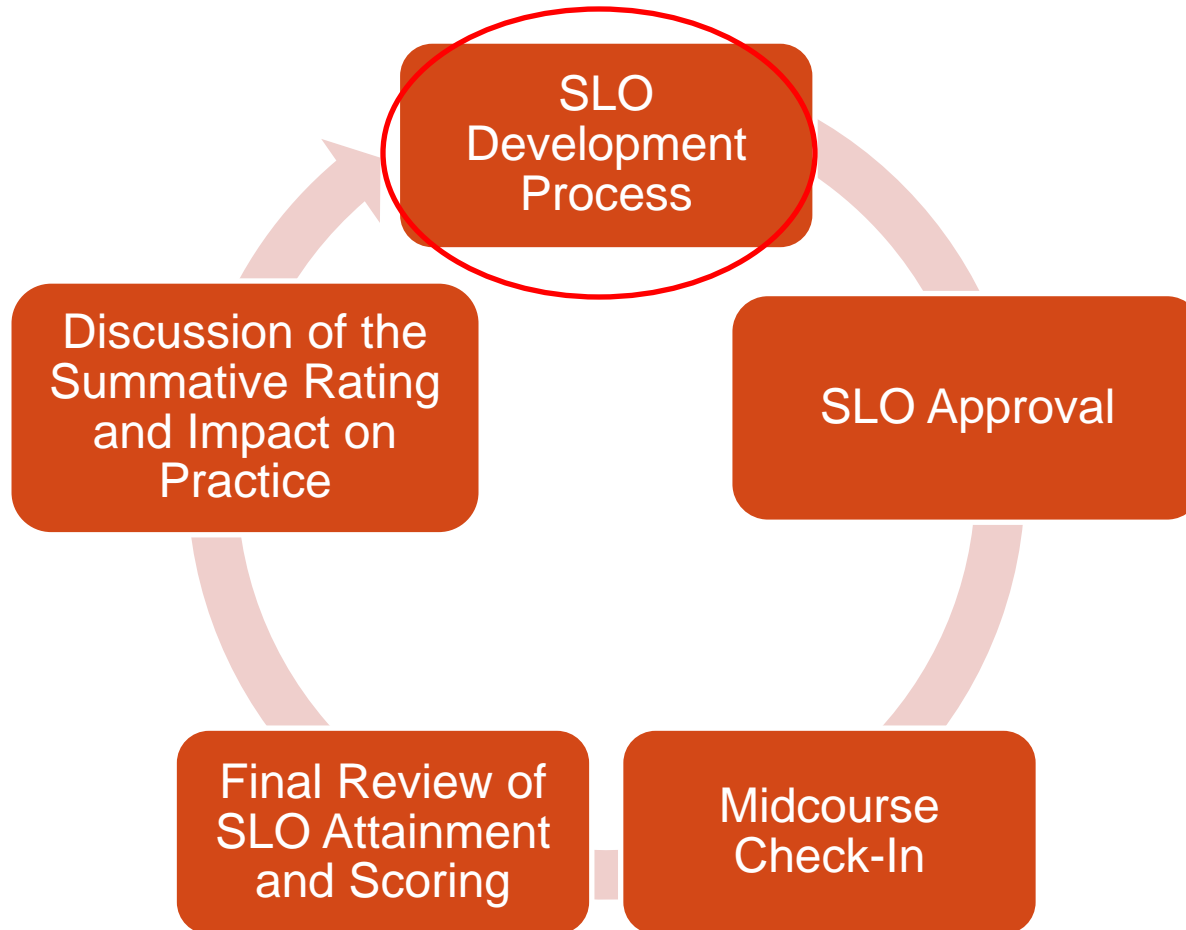 SLO
Development
Process
SLO Approval
Midcourse
Check-In
Final Review of
SLO Attainment
and Scoring
Discussion of the
Summative Rating
and Impact on
Practice